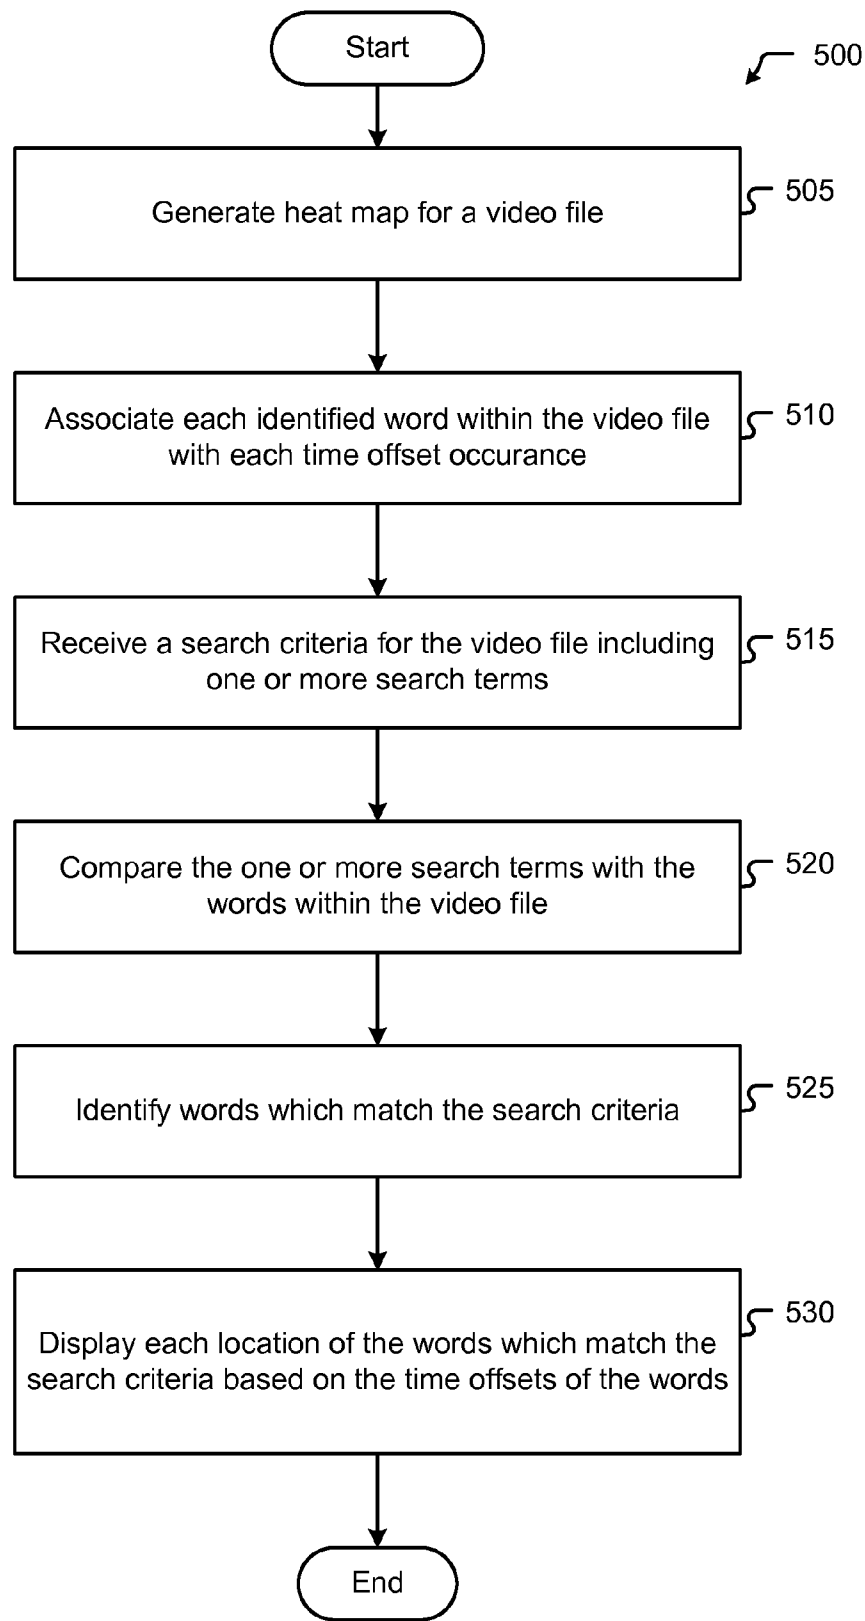 Start
500
Generate heat map for a video file
505
Associate each identified word within the video file
with each time offset occurance
510
Receive a search criteria for the video file including
one or more search terms
515
Compare the one or more search terms with the
words within the video file
520
Identify words which match the search criteria
525
Display each location of the words which match the
search criteria based on the time offsets of the words
530
End